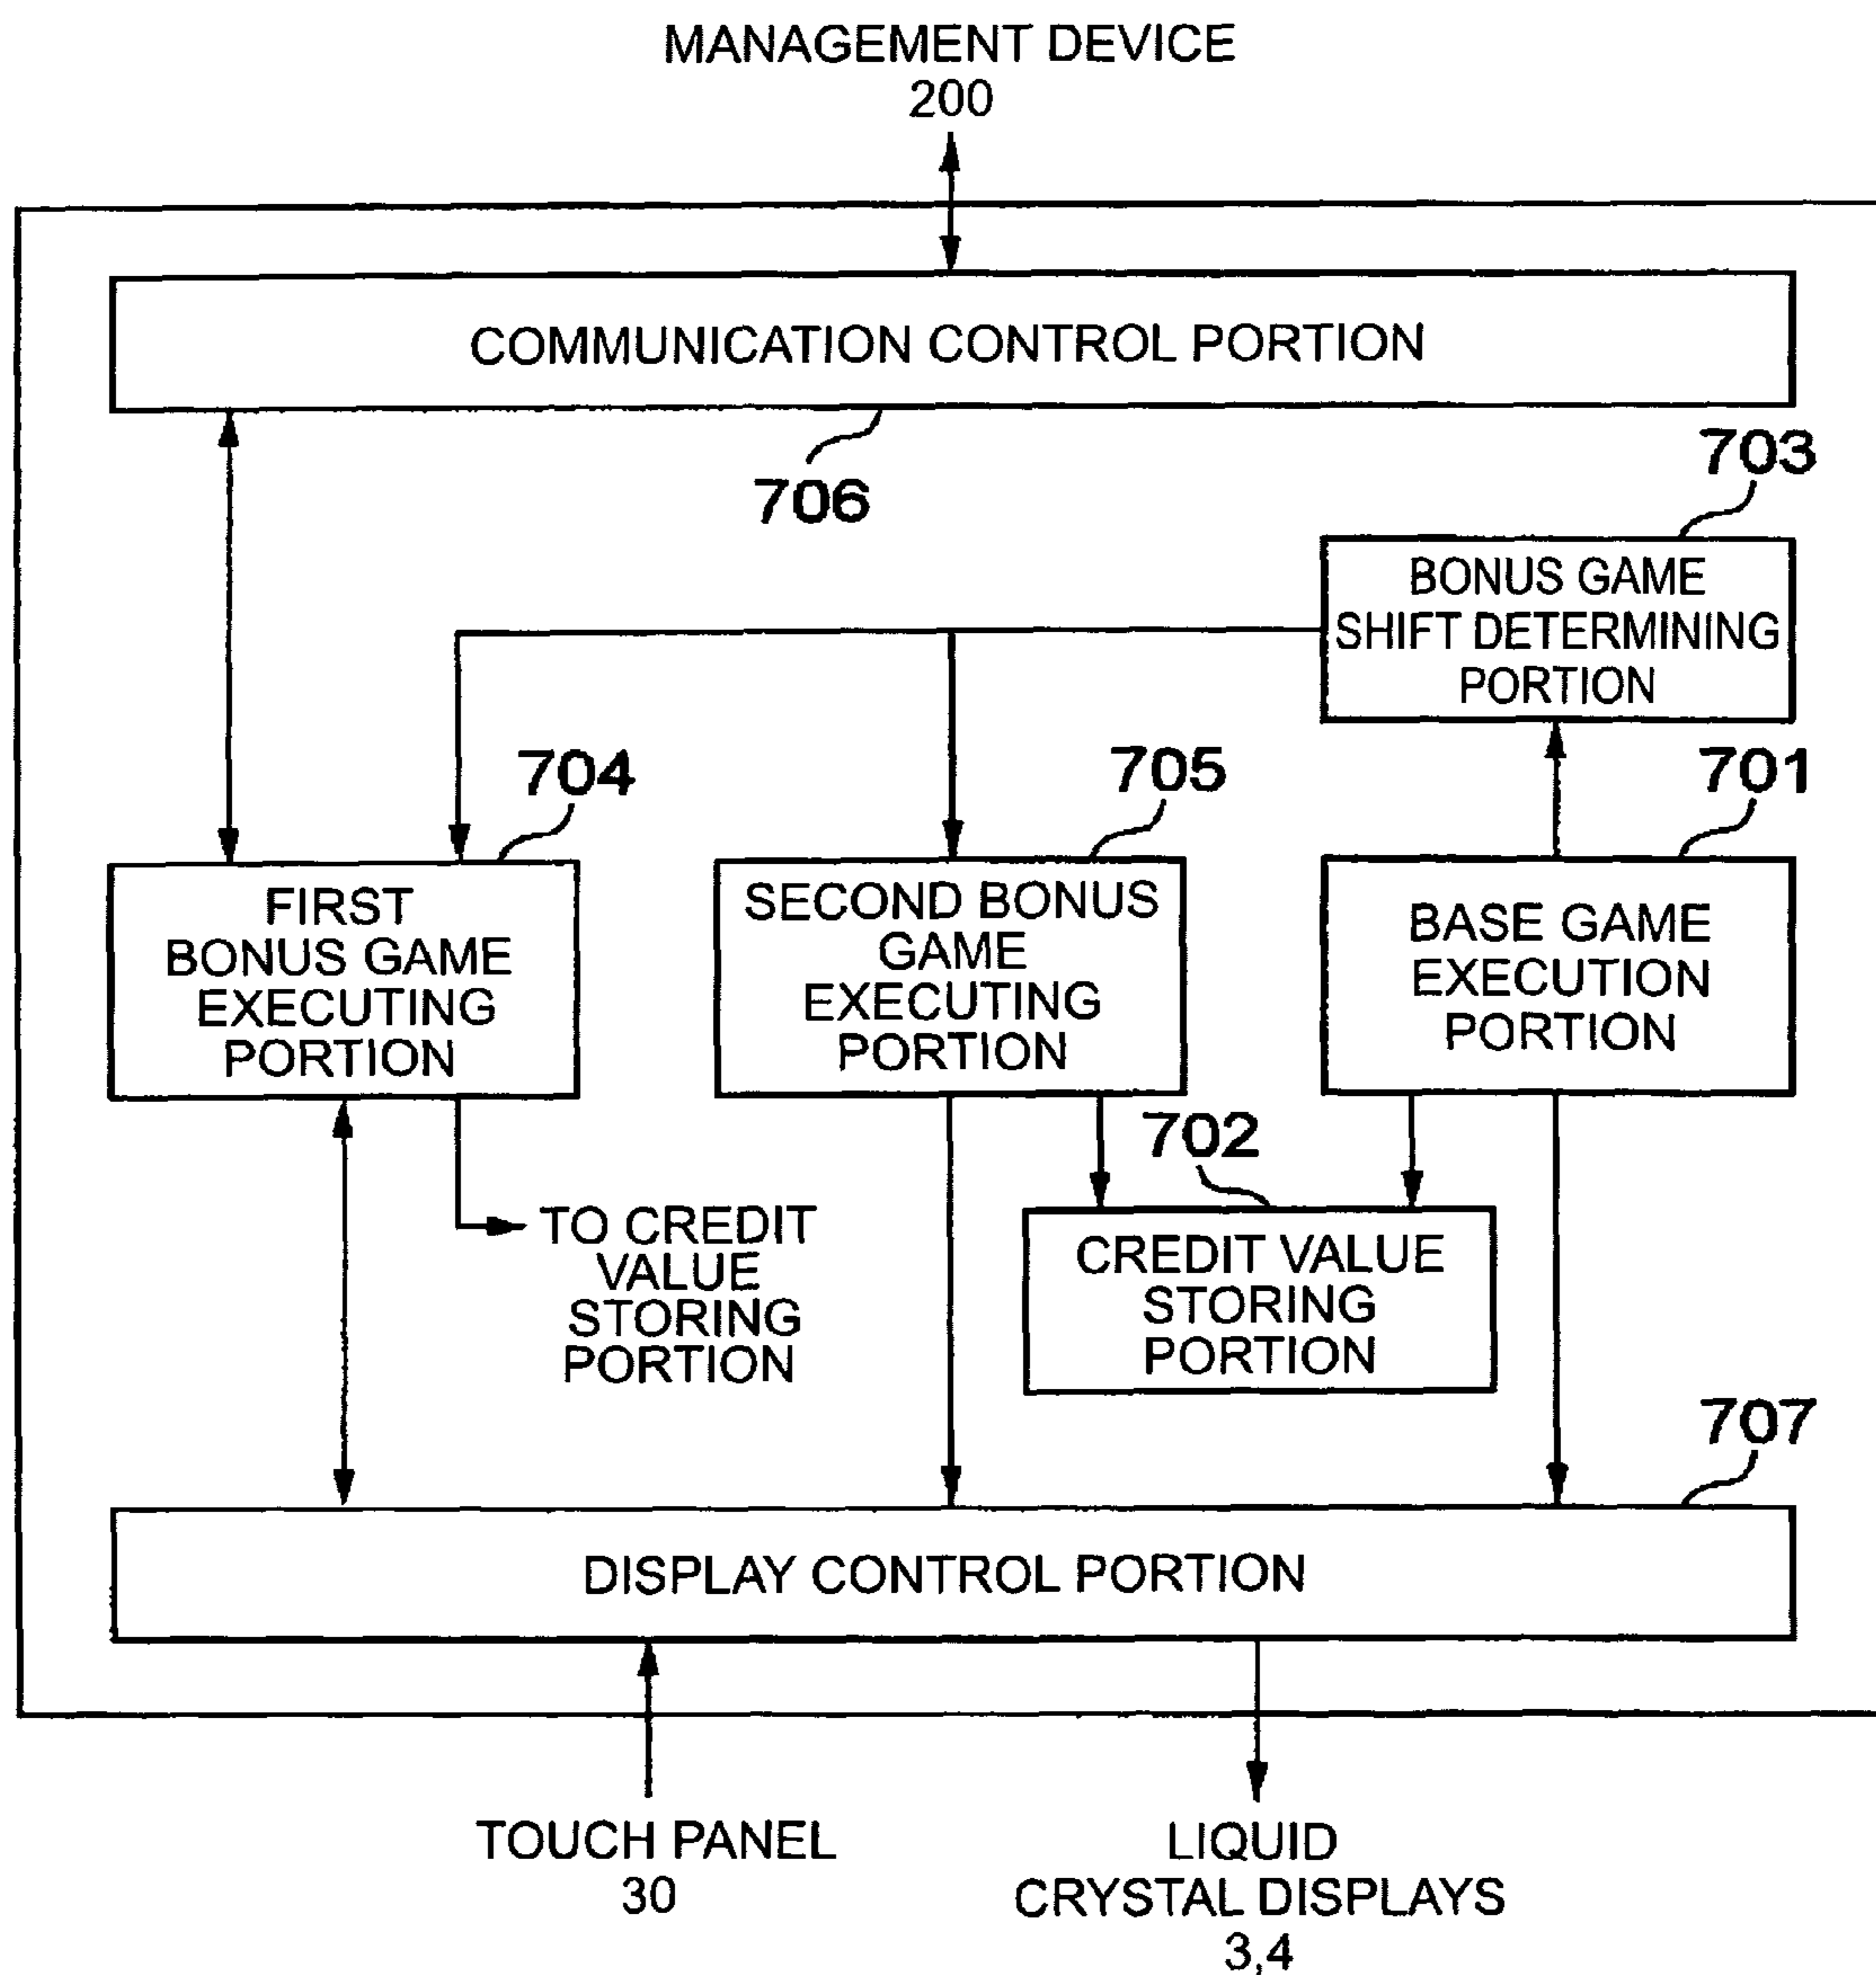 MANAGEMENT DEVICE
200
COMMUNICATION CONTROL PORTION
706
703
BONUS GAME
SHIFT DETERMINING
PORTION
704
705
701
FIRST
BONUS GAME
EXECUTING
PORTION
SECOND BONUS
GAME
EXECUTING
PORTION
BASE GAME
EXECUTION
PORTION
702
TO CREDIT
VALUE
STORING
PORTION
CREDIT VALUE
STORING
PORTION
707
DISPLAY CONTROL PORTION
TOUCH PANEL
30
LIQUID
CRYSTAL DISPLAYS
3,4